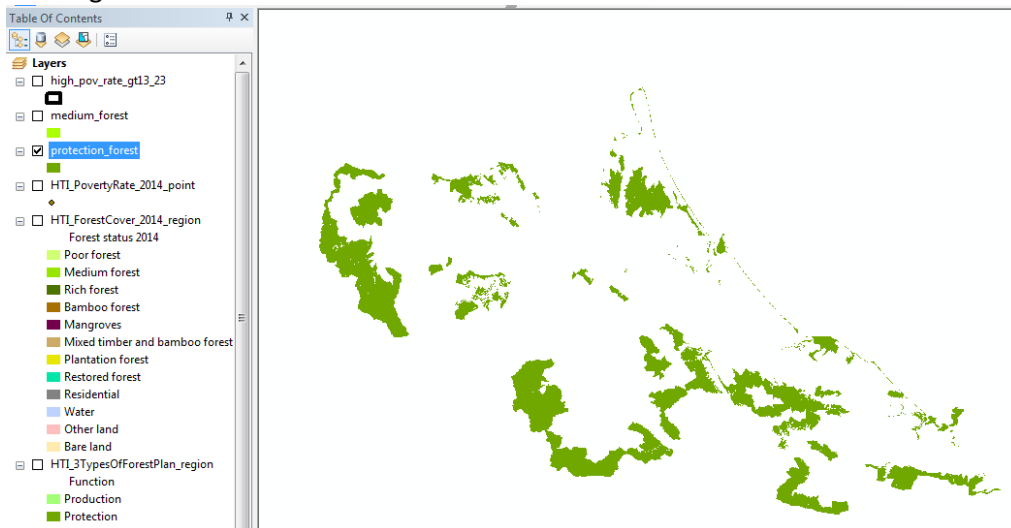 Table Of Contents
Layers
high_pov_rate_gt13_23
medium_forest
protection_forest
HTI_PovertyRate_2014_point
HTI_ForestCover_2014_region
Forest status 2014
Poor forest
Medium forest
Rich forest
Bamboo forest
Mangroves
Mixed timber and bamboo forest
Plantation forest
Restored forest
Residential
Water
Other land
Bare land
HTI_3TypesOfForestPlan_region
Function
Production
Protection